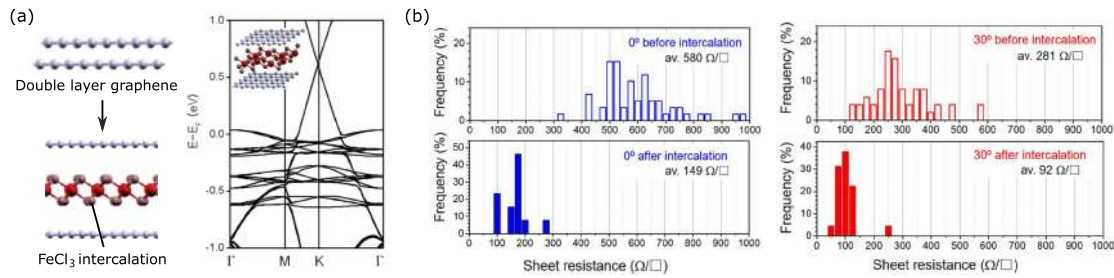 (a)
Double layer graphene
FeCl3 intercalation
E−EF (eV)
1.0
0.5
0.0
-0.5
-1.0
Γ M K Γ
(b)
Frequency (%)
20
10
0
0º before intercalation
av. 580 Ω/□
Frequency (%)
50
40
30
20
10
0
0º after intercalation
av. 149 Ω/□
0 100 200 300 400 500 600 700 800 900 1000
Sheet resistance (Ω/□)
Frequency (%)
20
10
0
30º before intercalation
av. 281 Ω/□
Frequency (%)
40
30
20
10
0
30º after intercalation
av. 92 Ω/□
0 100 200 300 400 500 600 700 800 900 1000
Sheet resistance (Ω/□)